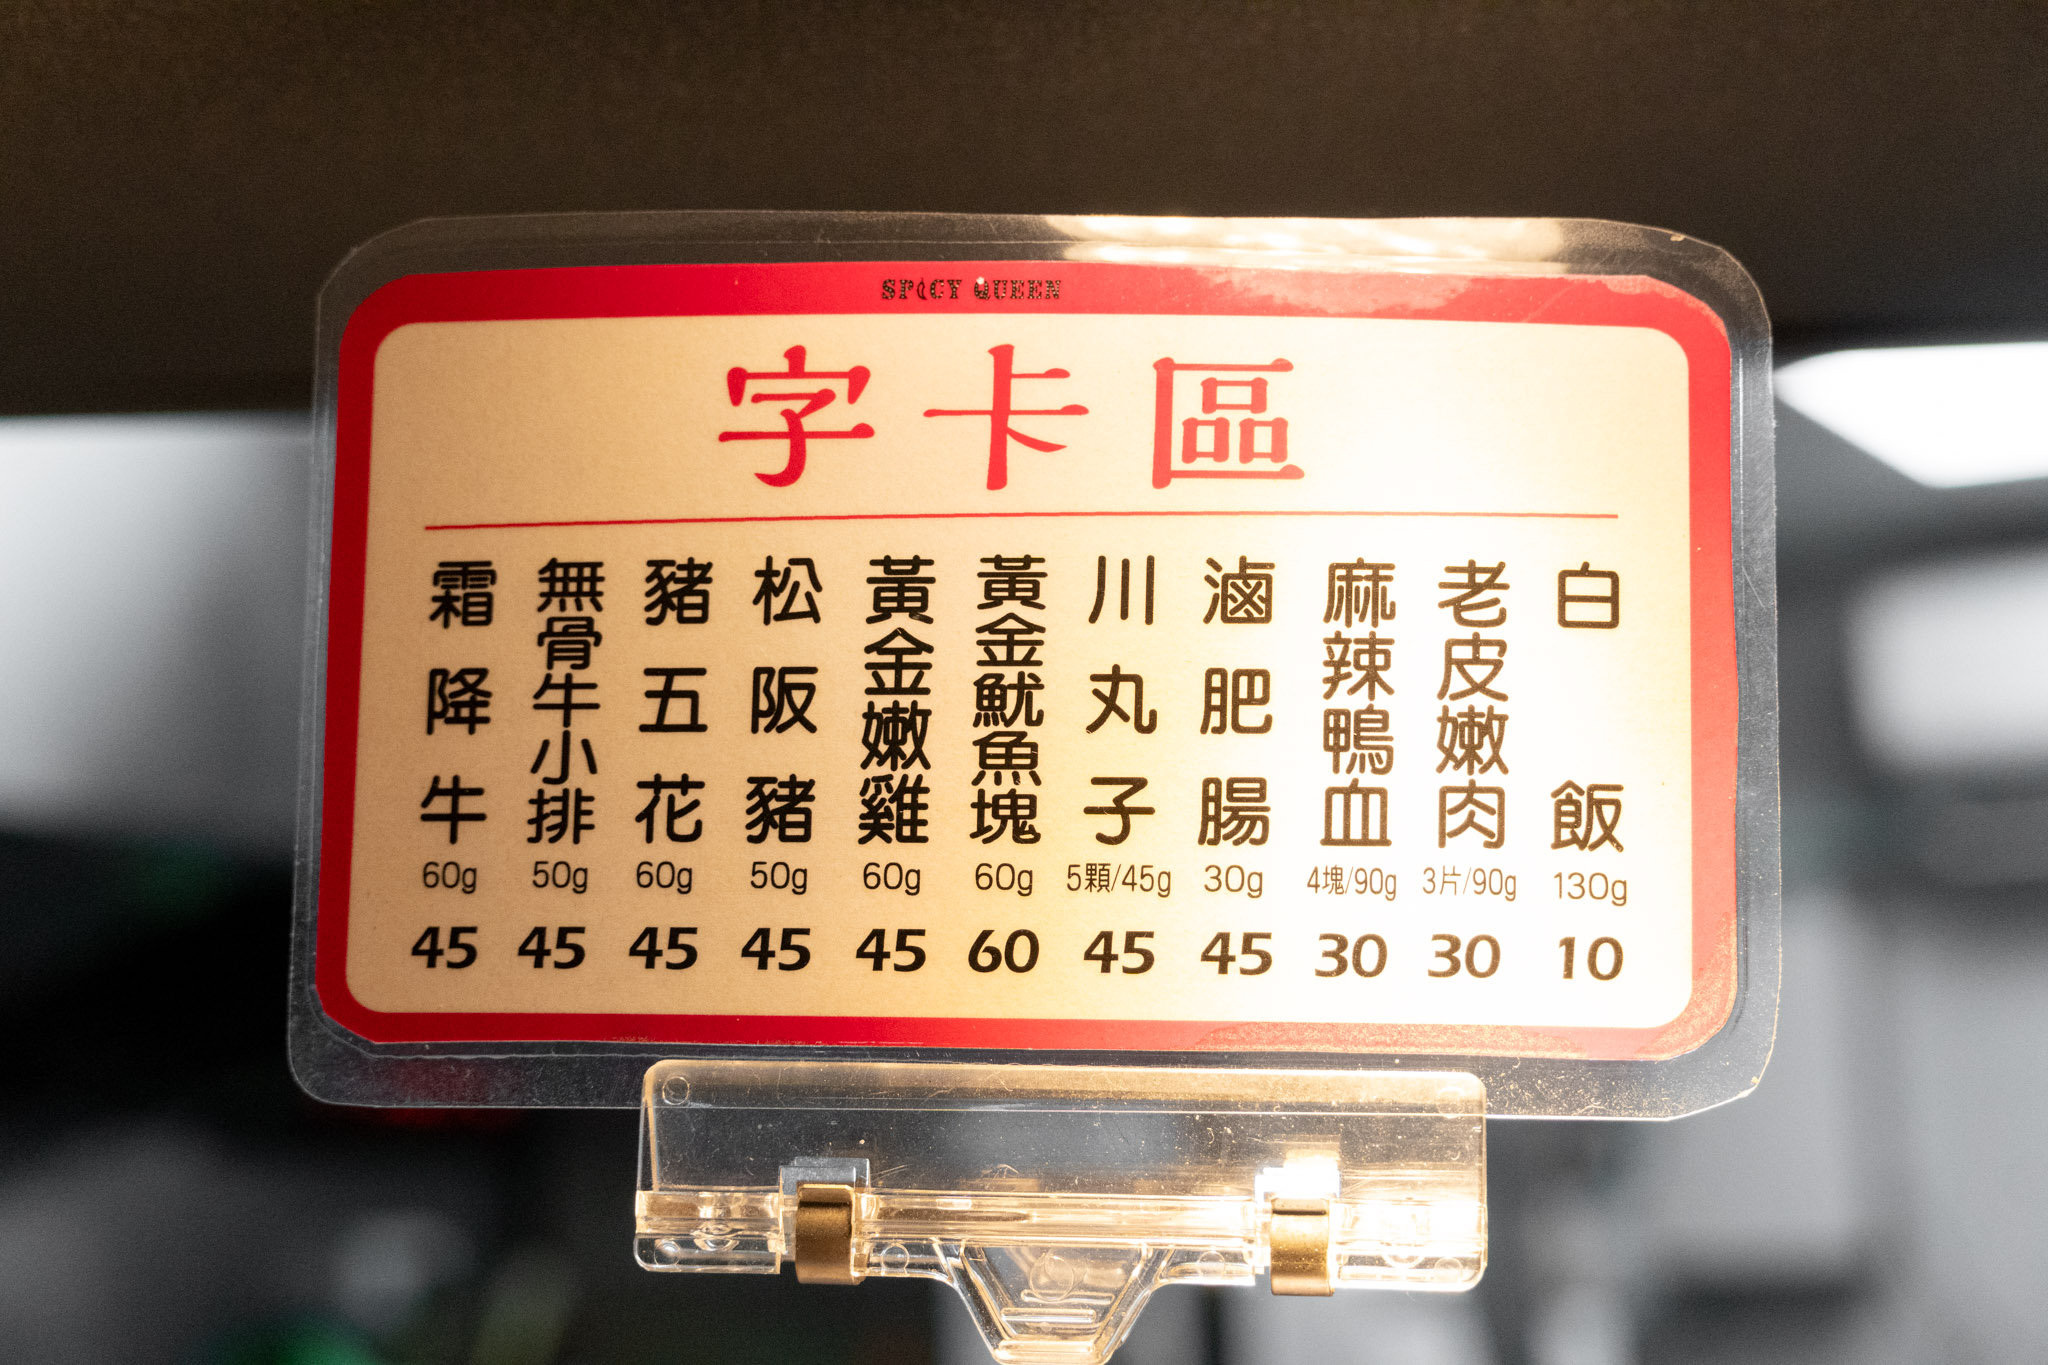 SPICY QUEEN
字卡區
霜降牛
60g
45
無骨牛小排
50g
45
豬五花
60g
45
松阪豬
50g
45
黃金嫩雞
60g
45
黃金魷魚塊
60g
60
川丸子
5顆/45g
45
滷肥腸
30g
45
麻辣鴨血
4塊/90g
30
老皮嫩肉
3片/90g
30
白飯
130g
10